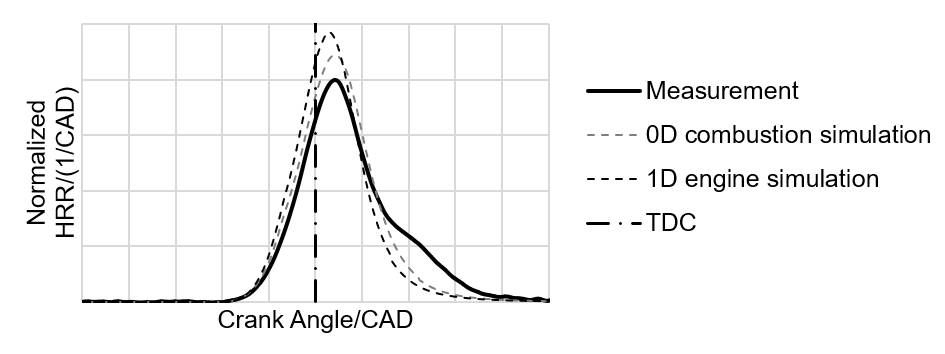 Normalized
HRR/(1/CAD)
Crank Angle/CAD
Measurement
0D combustion simulation
1D engine simulation
TDC